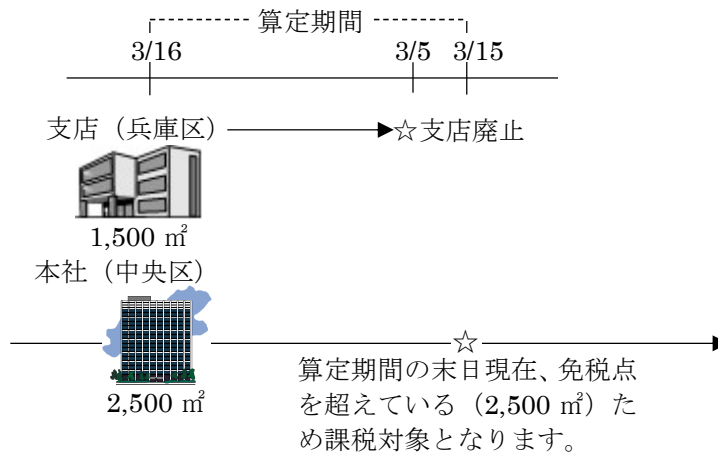 算定期間
3/16 3/5 3/15
支店（兵庫区） ☆支店廃止
1,500 ㎡
本社（中央区）
☆
算定期間の末日現在、免税点
を超えている（2,500 ㎡）た
め課税対象となります。
2,500 ㎡